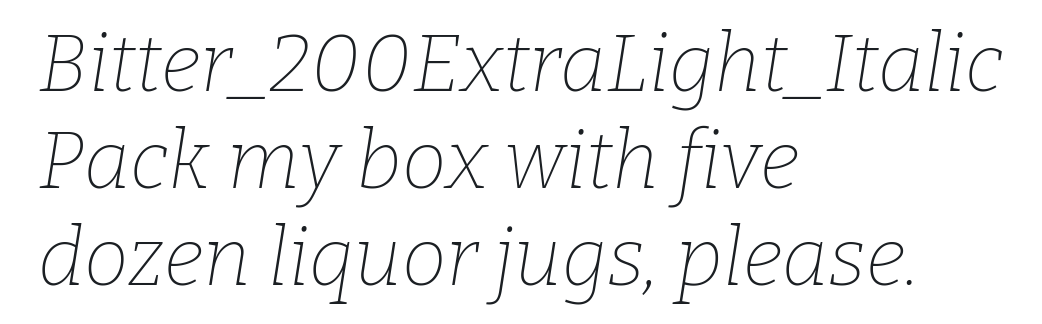 Bitter_200ExtraLight_Italic
Pack my box with five
dozen liquor jugs, please.